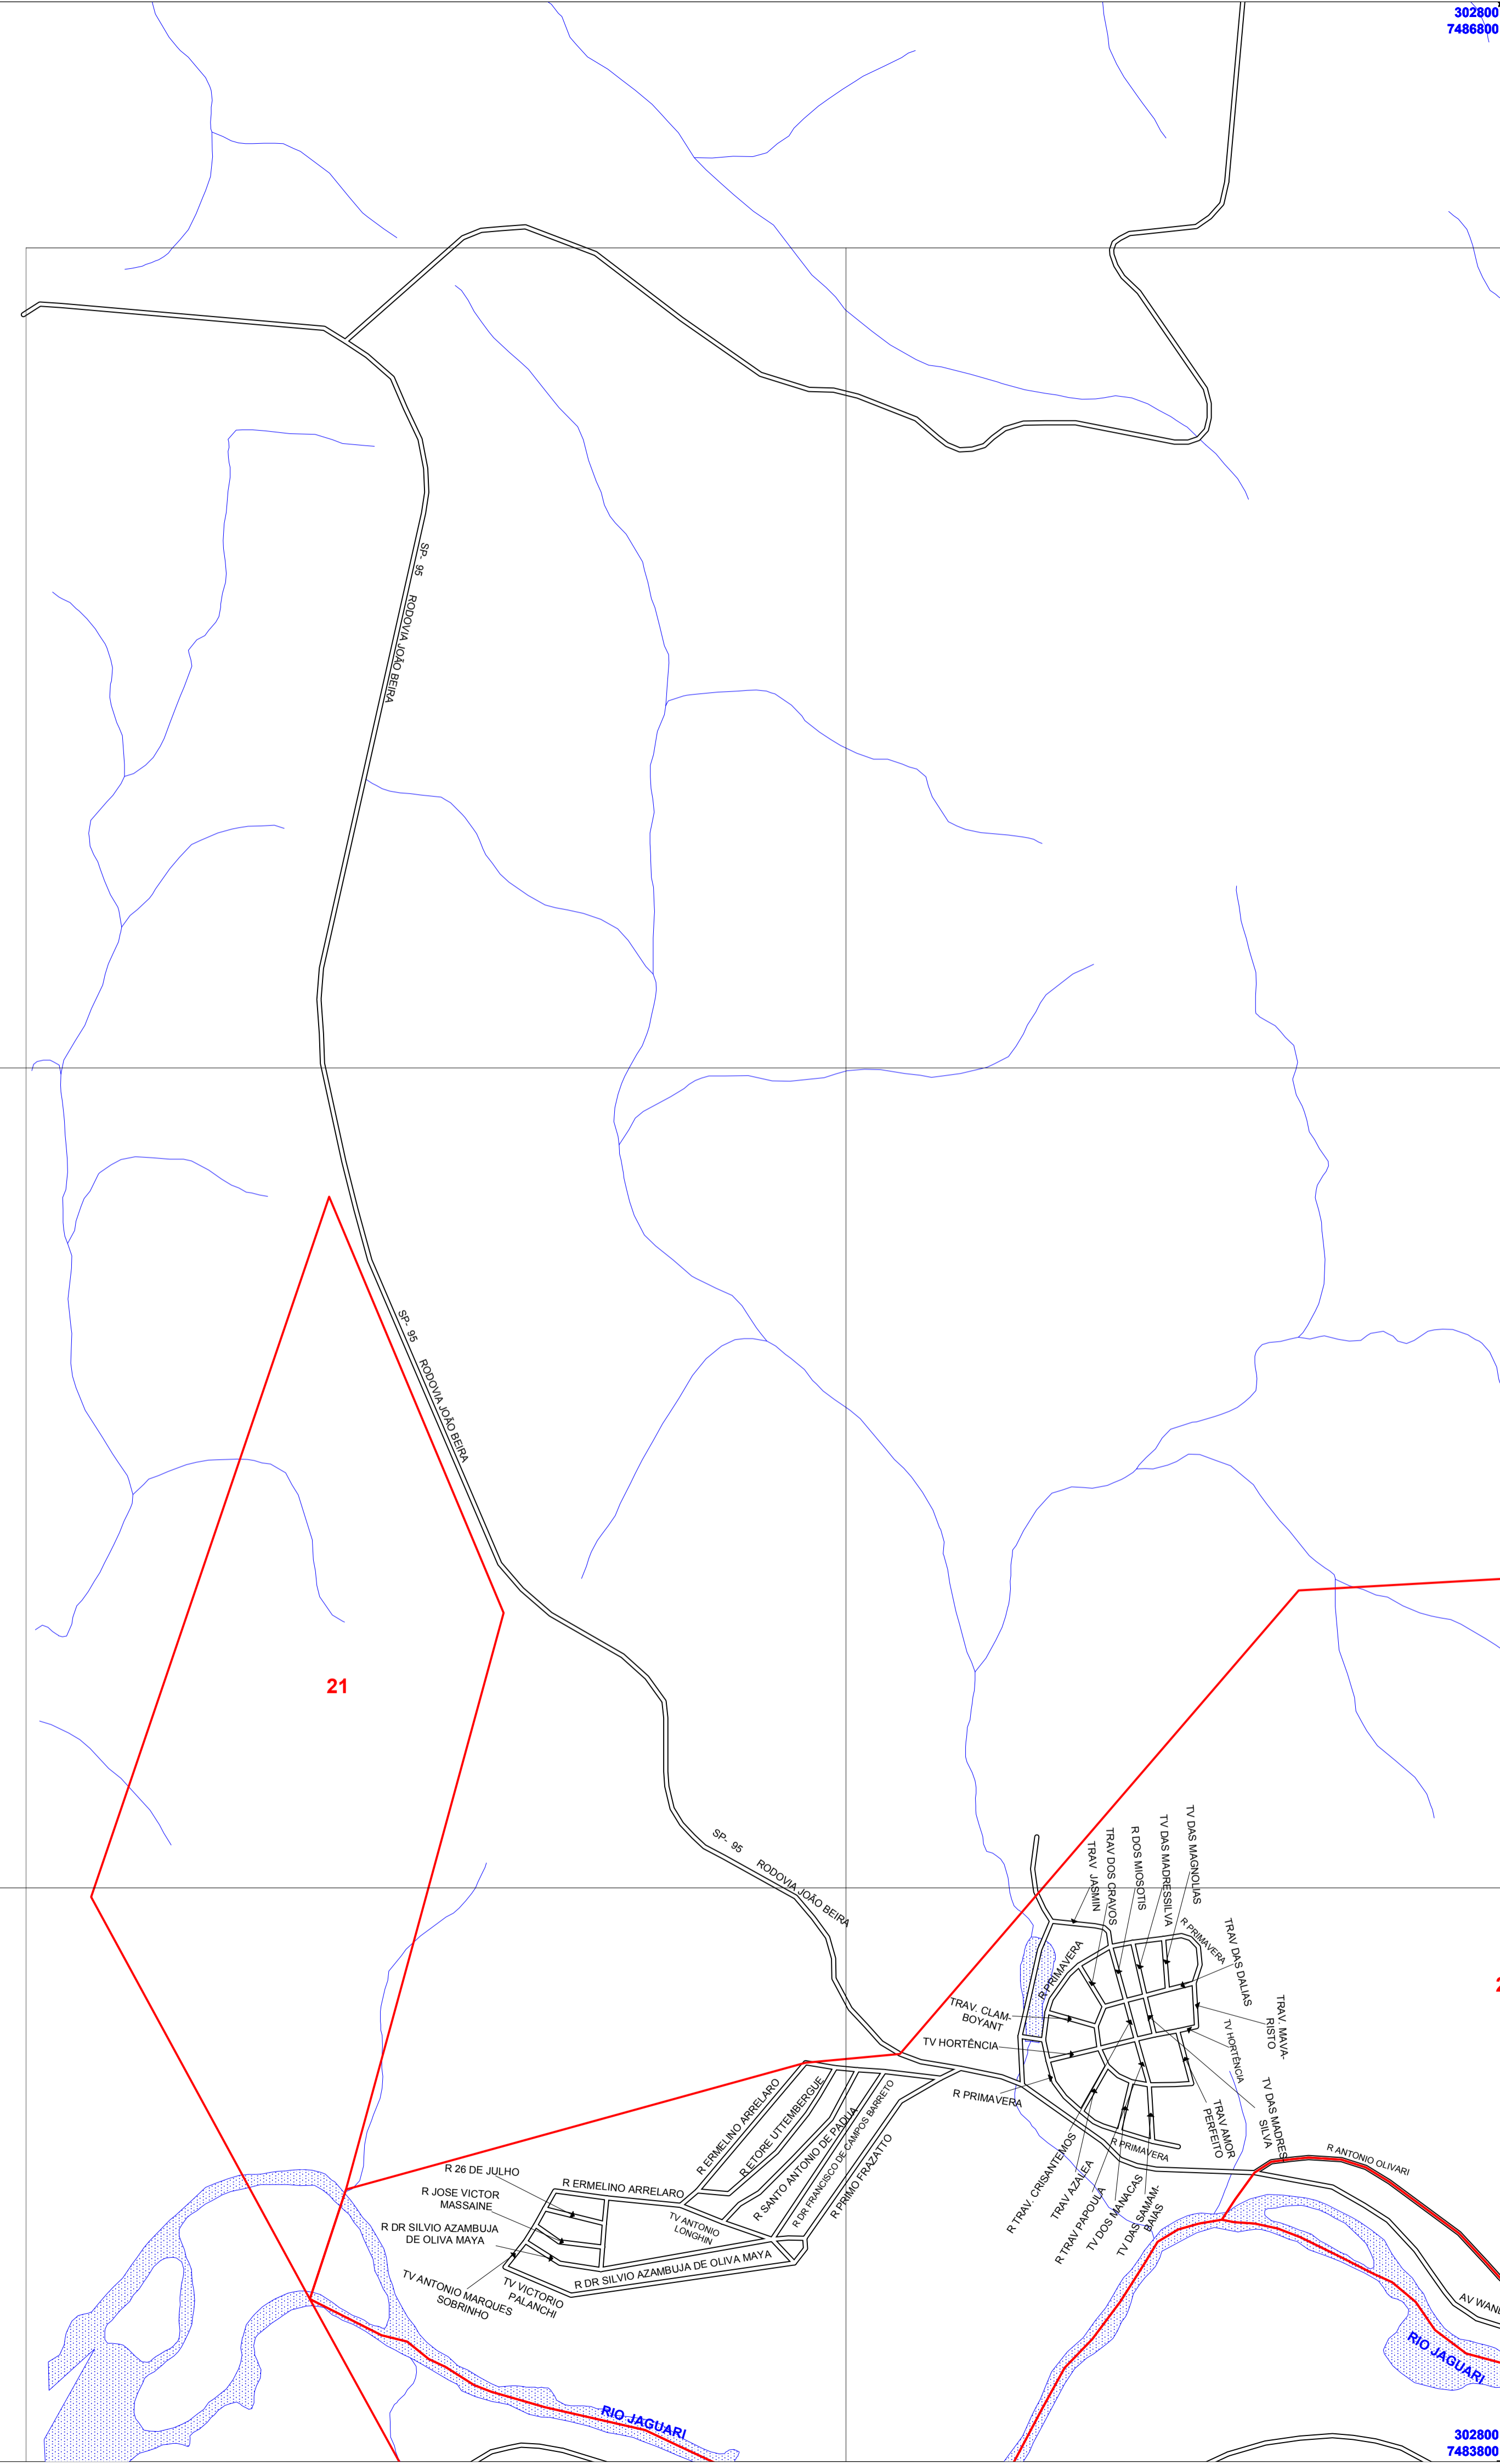 302800
7486800
SP- 95 RODOVIA JOÃO BEIRA
SP- 95 RODOVIA JOÃO BEIRA
21
SP- 95 RODOVIA JOÃO BEIRA
TRAV JASMIN
TRAV DOS CRAVOS
R DOS MIOSOTIS
TV DAS MADRESSILVA
TV DAS MAGNOLIAS
R PRIMAVERA
R PRIMAVERA
TRAV DAS DALIAS
TRAV. CLAM-
BOYANT
TRAV. MAVA-
RISTO
TV HORTÊNCIA
TV HORTÊNCIA
R PRIMAVERA
TV DAS MADRES
SILVA
TRAV AMOR
PERFEITO
R PRIMAVERA
R TRAV. CRISANTEMOS
TRAV AZALEA
R TRAV PAPOULA
TV DOS MANACAS
TV DAS SAMAM-
BAIAS
R ANTONIO OLIVARI
R ERMELINO ARRELARO
R ETORE UTTEMBERGUE
R SANTO ANTONIO DE PADUA
R DR FRANCISCO DE CAMPOS BARRETO
R PRIMO FRAZATTO
R 26 DE JULHO
R ERMELINO ARRELARO
R JOSE VICTOR
MASSAINE
TV ANTONIO
LONGHIN
R DR SILVIO AZAMBUJA
DE OLIVA MAYA
R DR SILVIO AZAMBUJA DE OLIVA MAYA
TV ANTONIO MARQUES
SOBRINHO
TV VICTORIO
PALANCHI
AV WAND
RIO JAGUARI
RIO JAGUARI
302800
7483800